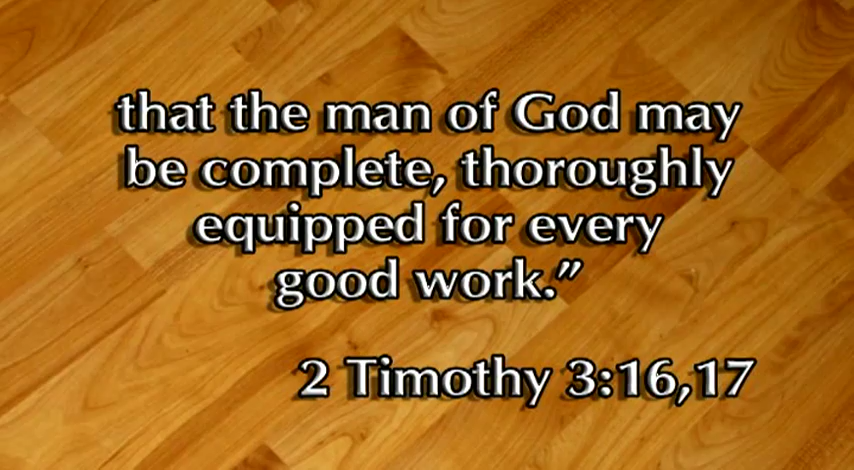 that the man of God may
be complete, thoroughly
equipped for every
good work.”
2 Timothy 3:16,17